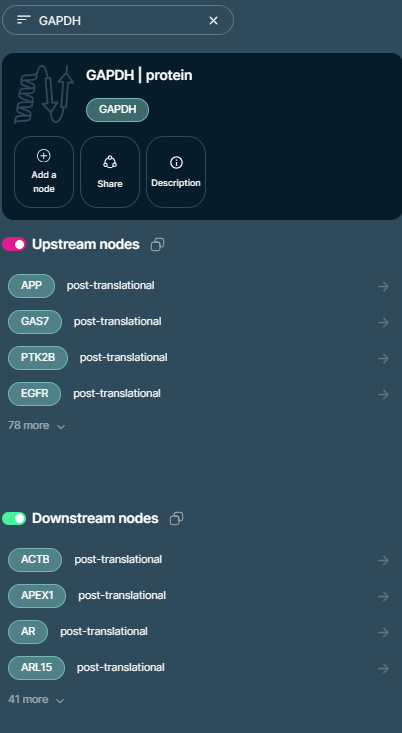 GAPDH
GAPDH | protein
GAPDH
Add a
node
Share
Description
Upstream nodes
APP post-translational
GAS7 post-translational
PTK2B post-translational
EGFR post-translational
78 more
Downstream nodes
ACTB post-translational
APEX1 post-translational
AR post-translational
ARL15 post-translational
41 more